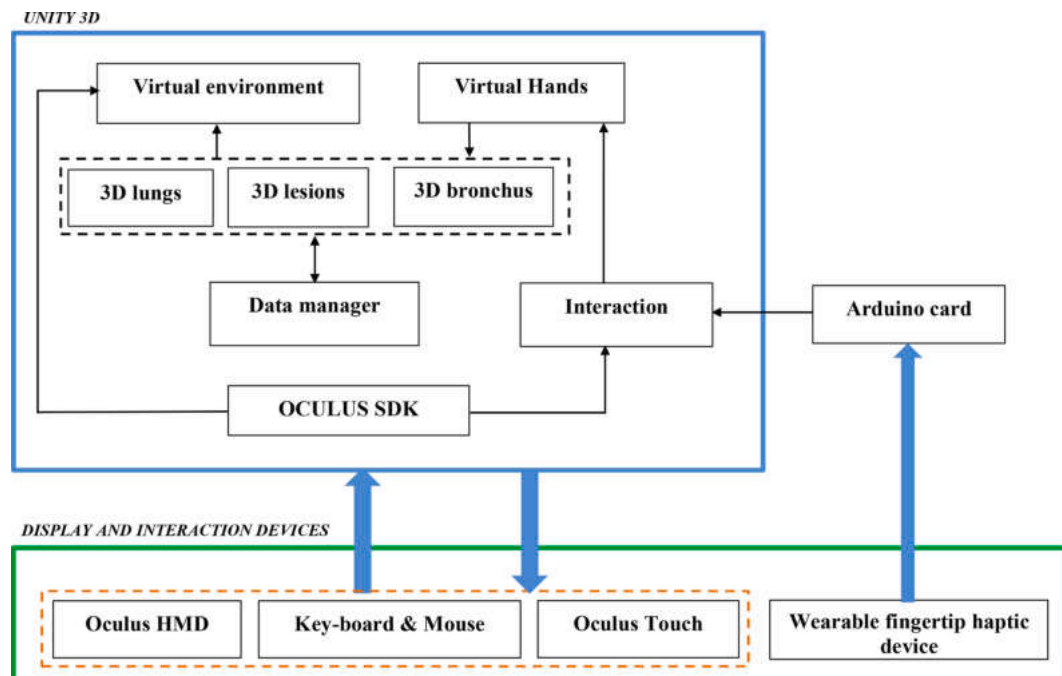 UNITY 3D
Virtual environment
Virtual Hands
3D lungs
3D lesions
3D bronchus
Data manager
Interaction
Arduino card
OCULUS SDK
DISPLAY AND INTERACTION DEVICES
Oculus HMD
Key-board & Mouse
Oculus Touch
Wearable fingertip haptic
device